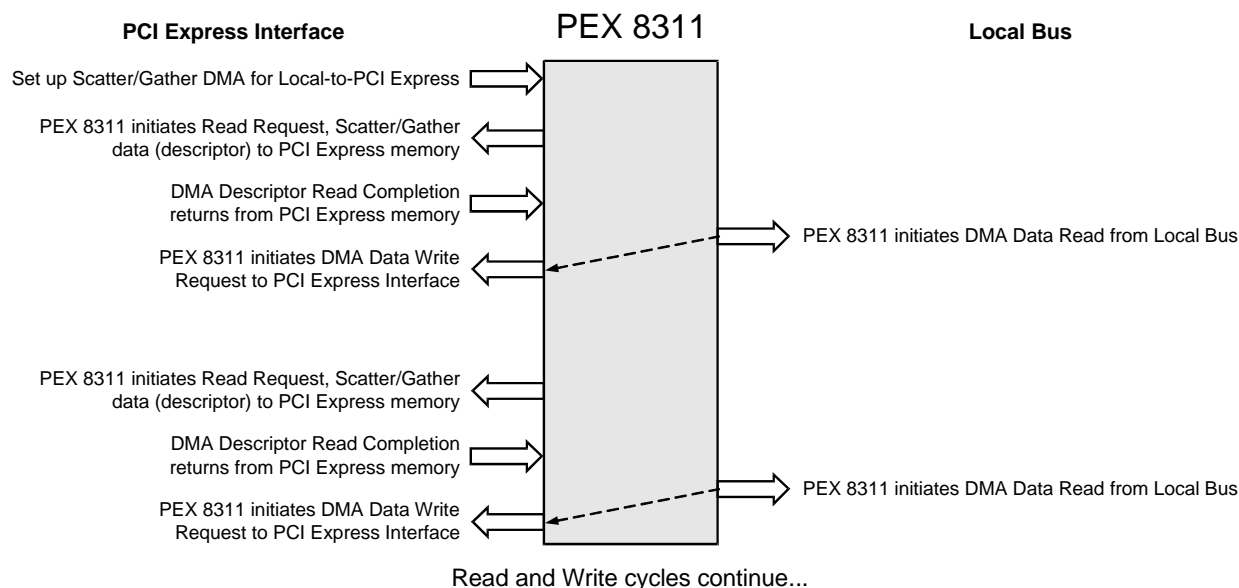 PCI Express Interface
PEX 8311
Local Bus
Set up Scatter/Gather DMA for Local-to-PCI Express
PEX 8311 initiates Read Request, Scatter/Gather
data (descriptor) to PCI Express memory
DMA Descriptor Read Completion
returns from PCI Express memory
PEX 8311 initiates DMA Data Read from Local Bus
PEX 8311 initiates DMA Data Write
Request to PCI Express Interface
PEX 8311 initiates Read Request, Scatter/Gather
data (descriptor) to PCI Express memory
DMA Descriptor Read Completion
returns from PCI Express memory
PEX 8311 initiates DMA Data Read from Local Bus
PEX 8311 initiates DMA Data Write
Request to PCI Express Interface
Read and Write cycles continue...